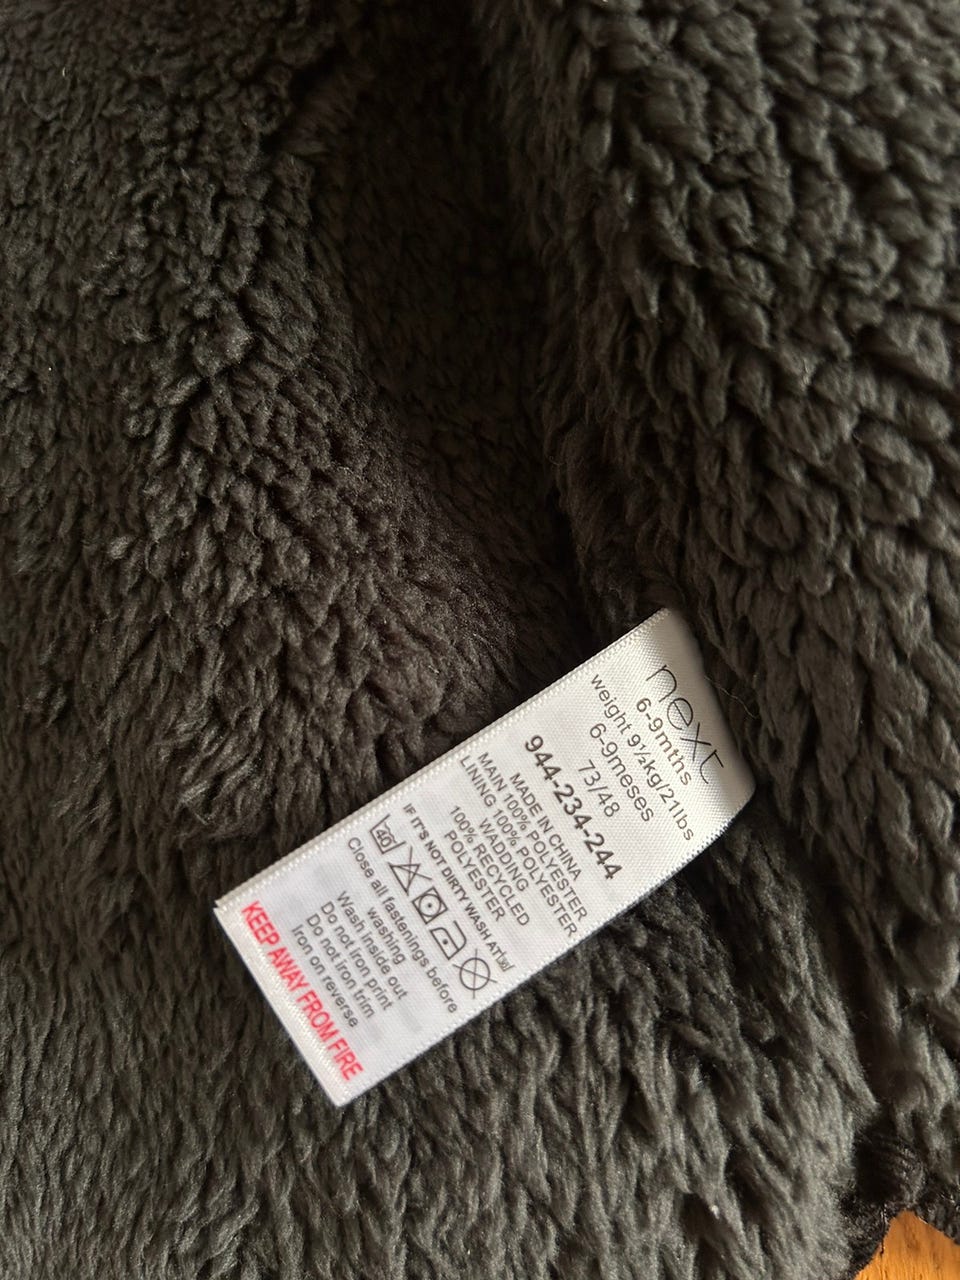 next
6-9mths
weight 9½kg/21lbs
6-9meses
73/48
944-234-244
MADE IN CHINA
MAIN 100% POLYESTER
LINING 100% POLYESTER
WADDING
100% RECYCLED
POLYESTER
IF IT'S NOT DIRTY WASH AT
40
Close all fastenings before
washing
Wash inside out
Do not iron print
Do not iron trim
Iron on reverse
KEEP AWAY FROM FIRE